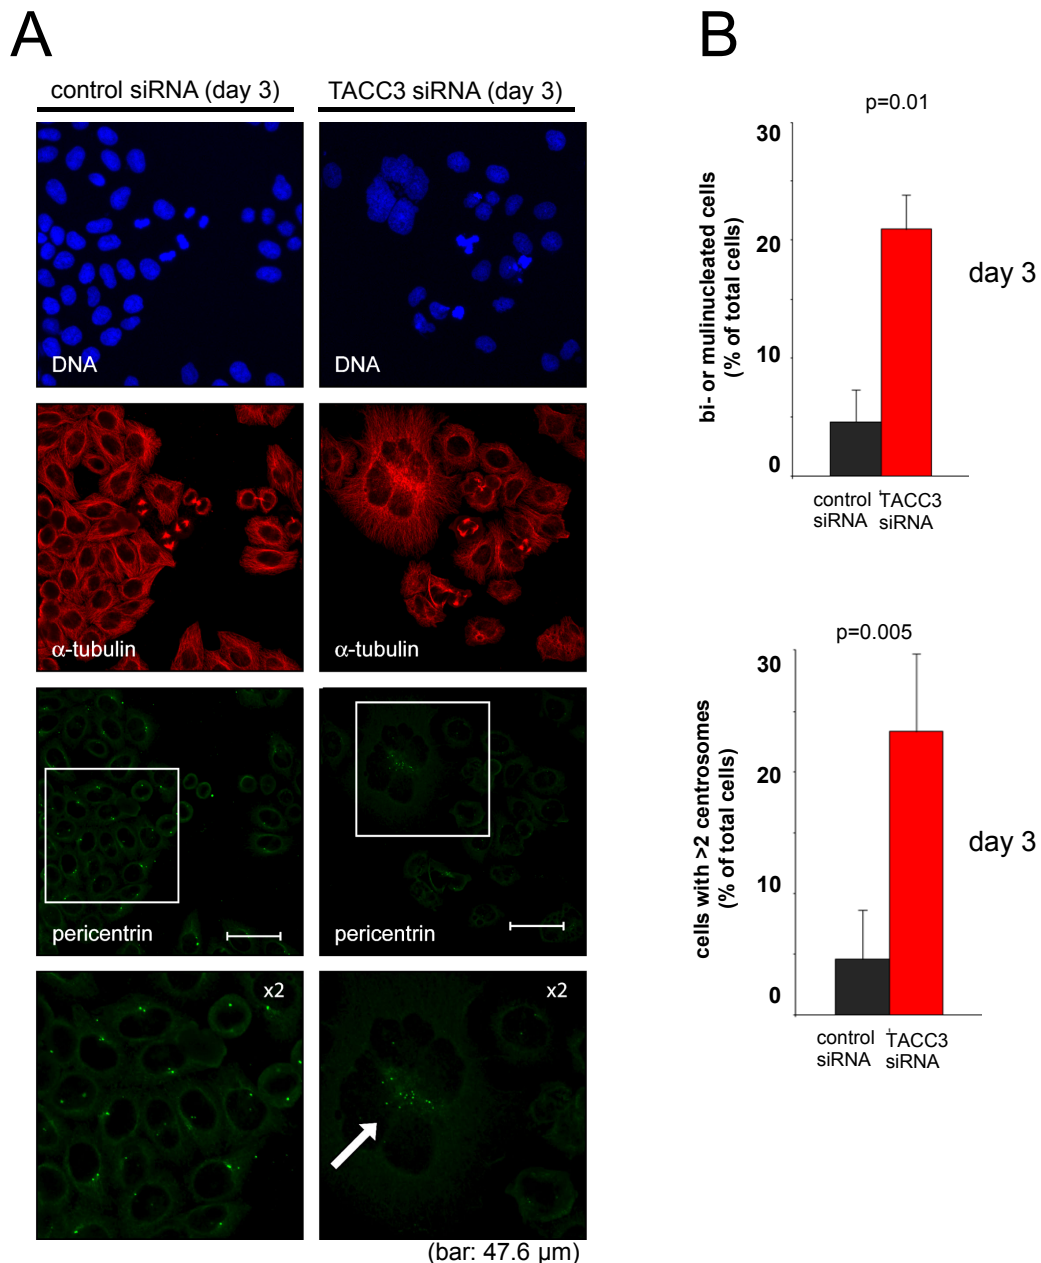 A
control siRNA (day 3)
TACC3 siRNA (day 3)
DNA
DNA
α-tubulin
α-tubulin
pericentrin
pericentrin
x2
x2
(bar: 47.6 µm)
B
p=0.01
bi- or mulinucleated cells
(% of total cells)
30
20
10
0
control
siRNA
TACC3
siRNA
day 3
p=0.005
cells with >2 centrosomes
(% of total cells)
30
20
10
0
control
siRNA
TACC3
siRNA
day 3